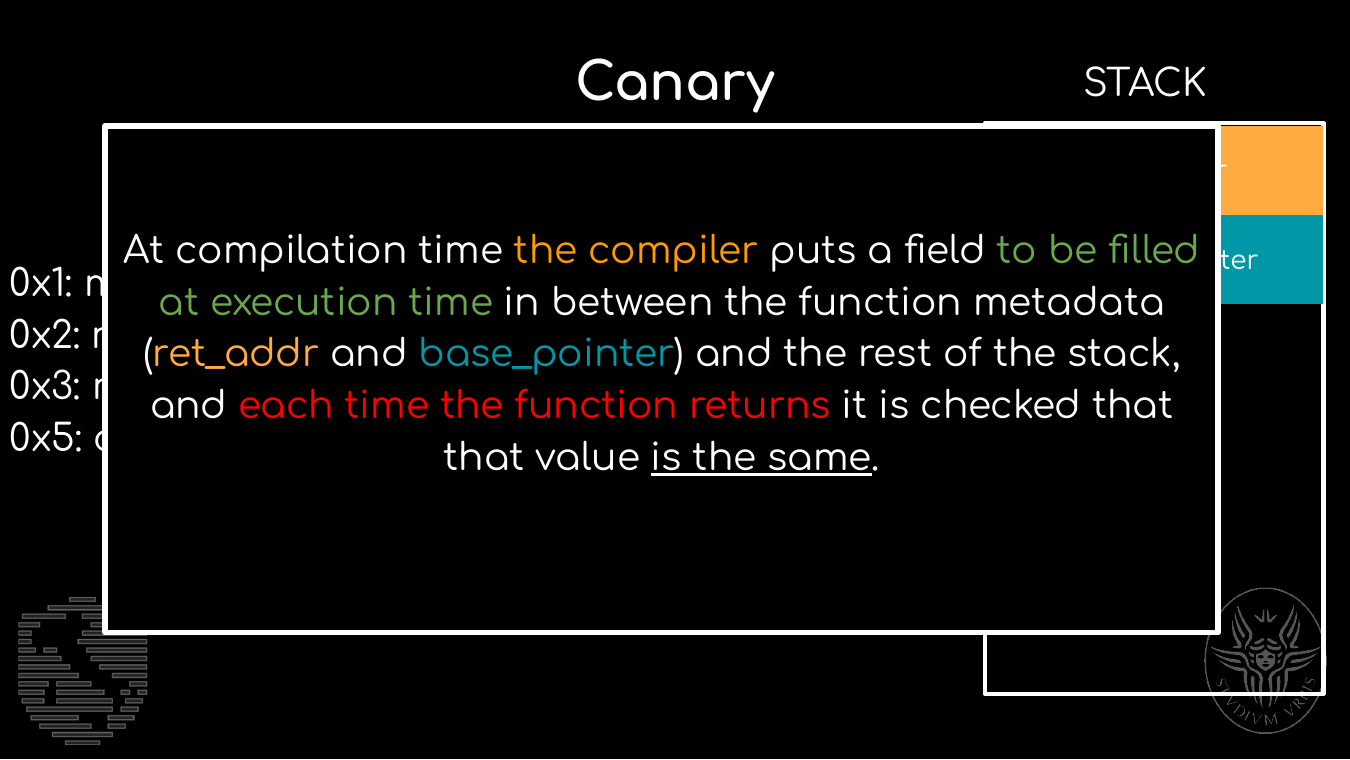 Canary
STACK
At compilation time the compiler puts a field to be filled
at execution time in between the function metadata
(ret_addr and base_pointer) and the rest of the stack,
and each time the function returns it is checked that
that value is the same.
0x1:
0x2:
0x3:
0x5:
STVDIVM VRBIS